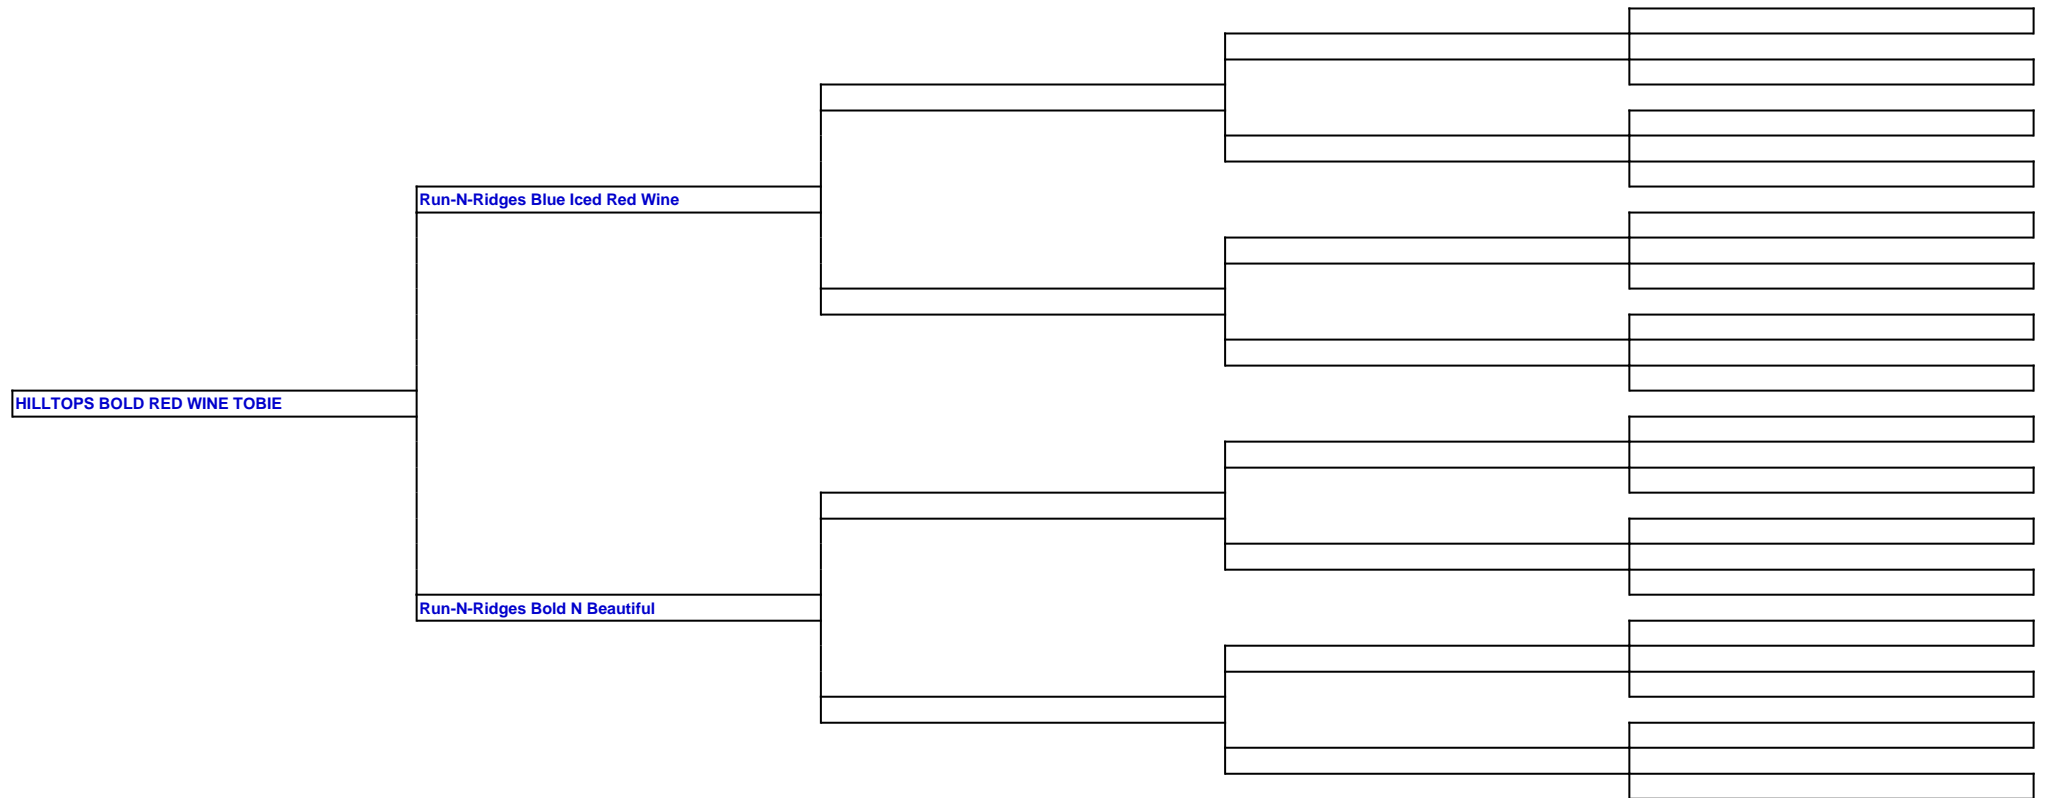 Run-N-Ridges Blue Iced Red Wine
HILLTOPS BOLD RED WINE TOBIE
Run-N-Ridges Bold N Beautiful